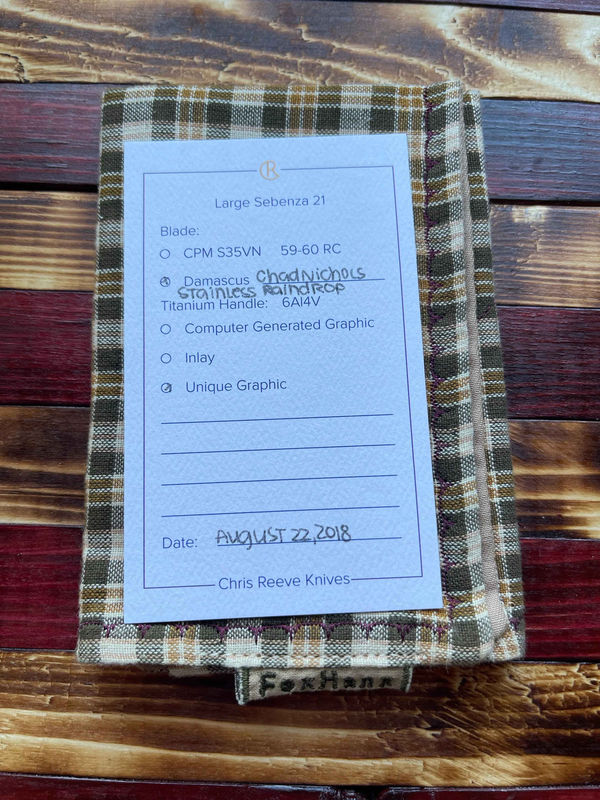 CR
Large Sebenza 21
Blade:
CPM S35VN 59-60 RC
Damascus Chad Nichols
Stainless Raindrop
Titanium Handle: 6Al4V
Computer Generated Graphic
Inlay
Unique Graphic
Date: AUGUST 22, 2018
Chris Reeve Knives
FoxHann